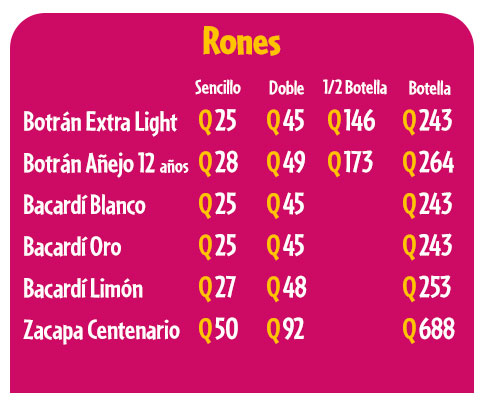 Rones
Sencillo Doble 1/2 Botella Botella
Botrán Extra Light Q25 Q45 Q146 Q243
Botrán Añejo 12 años Q28 Q49 Q173 Q264
Bacardí Blanco Q25 Q45 Q243
Bacardí Oro Q25 Q45 Q243
Bacardí Limón Q27 Q48 Q253
Zacapa Centenario Q50 Q92 Q688